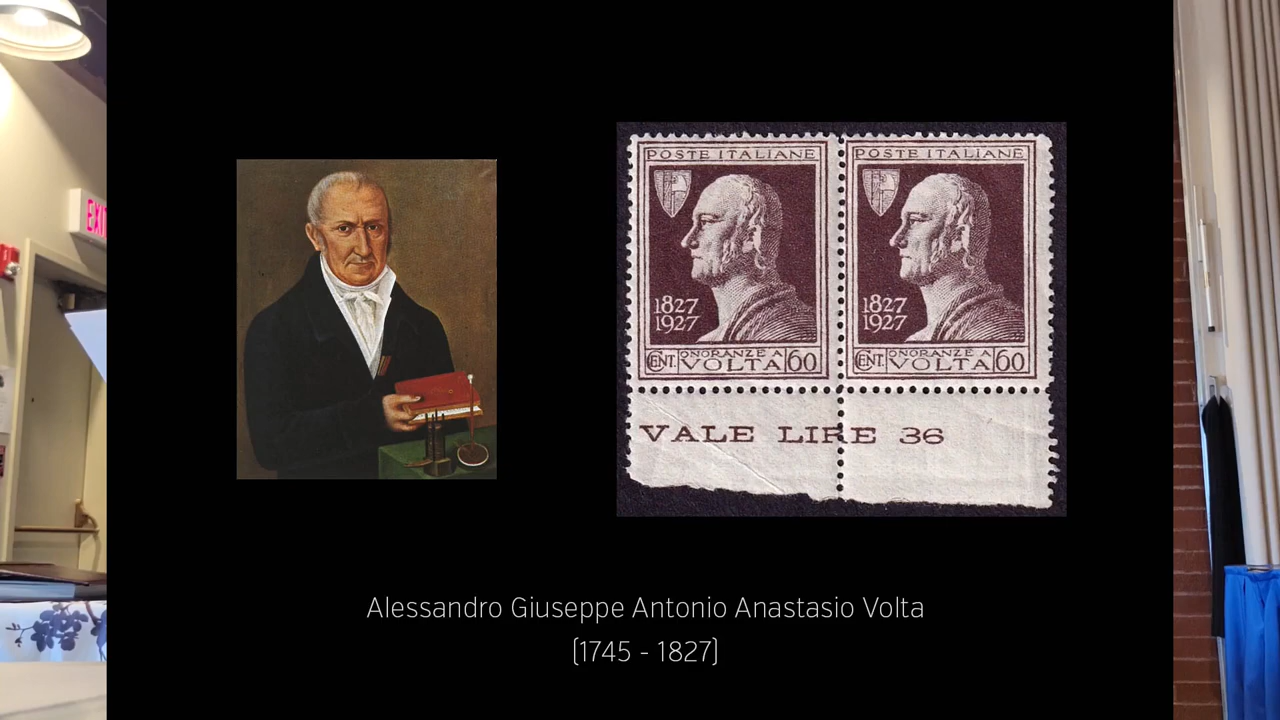 EXI
POSTE ITALIANE
1827
1927
CENT. ONORANZE A VOLTA 60
POSTE ITALIANE
1827
1927
CENT. ONORANZE A VOLTA 60
VALE LIRE 36
Alessandro Giuseppe Antonio Anastasio Volta
(1745 - 1827)